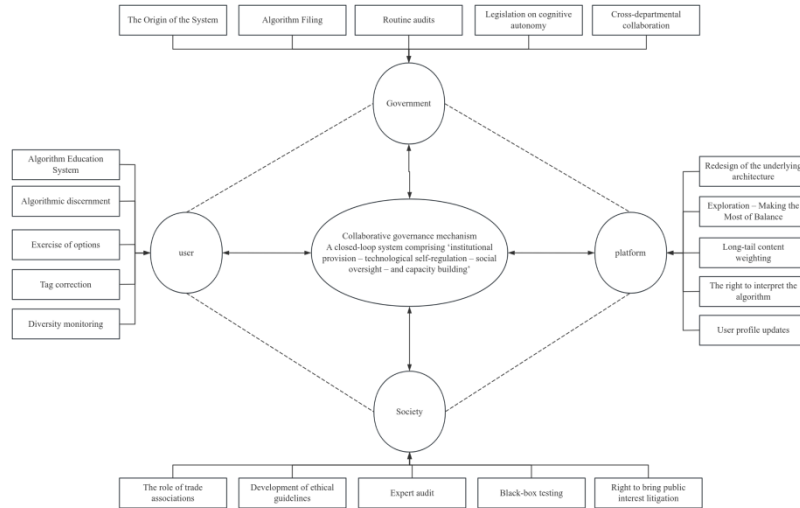 The Origin of the System
Algorithm Filing
Routine audits
Legislation on cognitive
autonomy
Cross-departmental
collaboration
Government
Algorithm Education
System
Algorithmic discernment
Exercise of options
Tag correction
Diversity monitoring
user
Collaborative governance mechanism
A closed-loop system comprising ‘institutional
provision – technological self-regulation – social
oversight – and capacity building’
platform
Redesign of the underlying
architecture
Exploration – Making the
Most of Balance
Long-tail content
weighting
The right to interpret the
algorithm
User profile updates
Society
The role of trade
associations
Development of ethical
guidelines
Expert audit
Black-box testing
Right to bring public
interest litigation